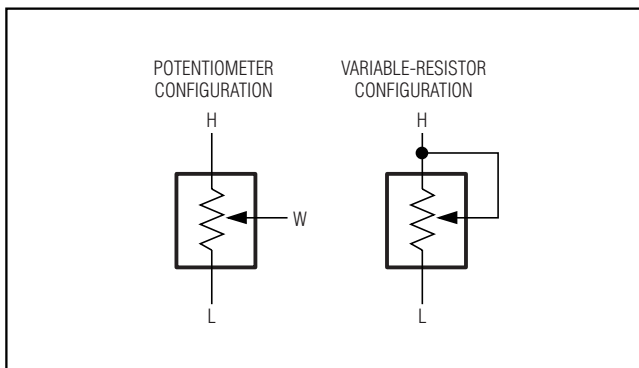 POTENTIOMETER
CONFIGURATION
H
W
L
VARIABLE-RESISTOR
CONFIGURATION
H
L